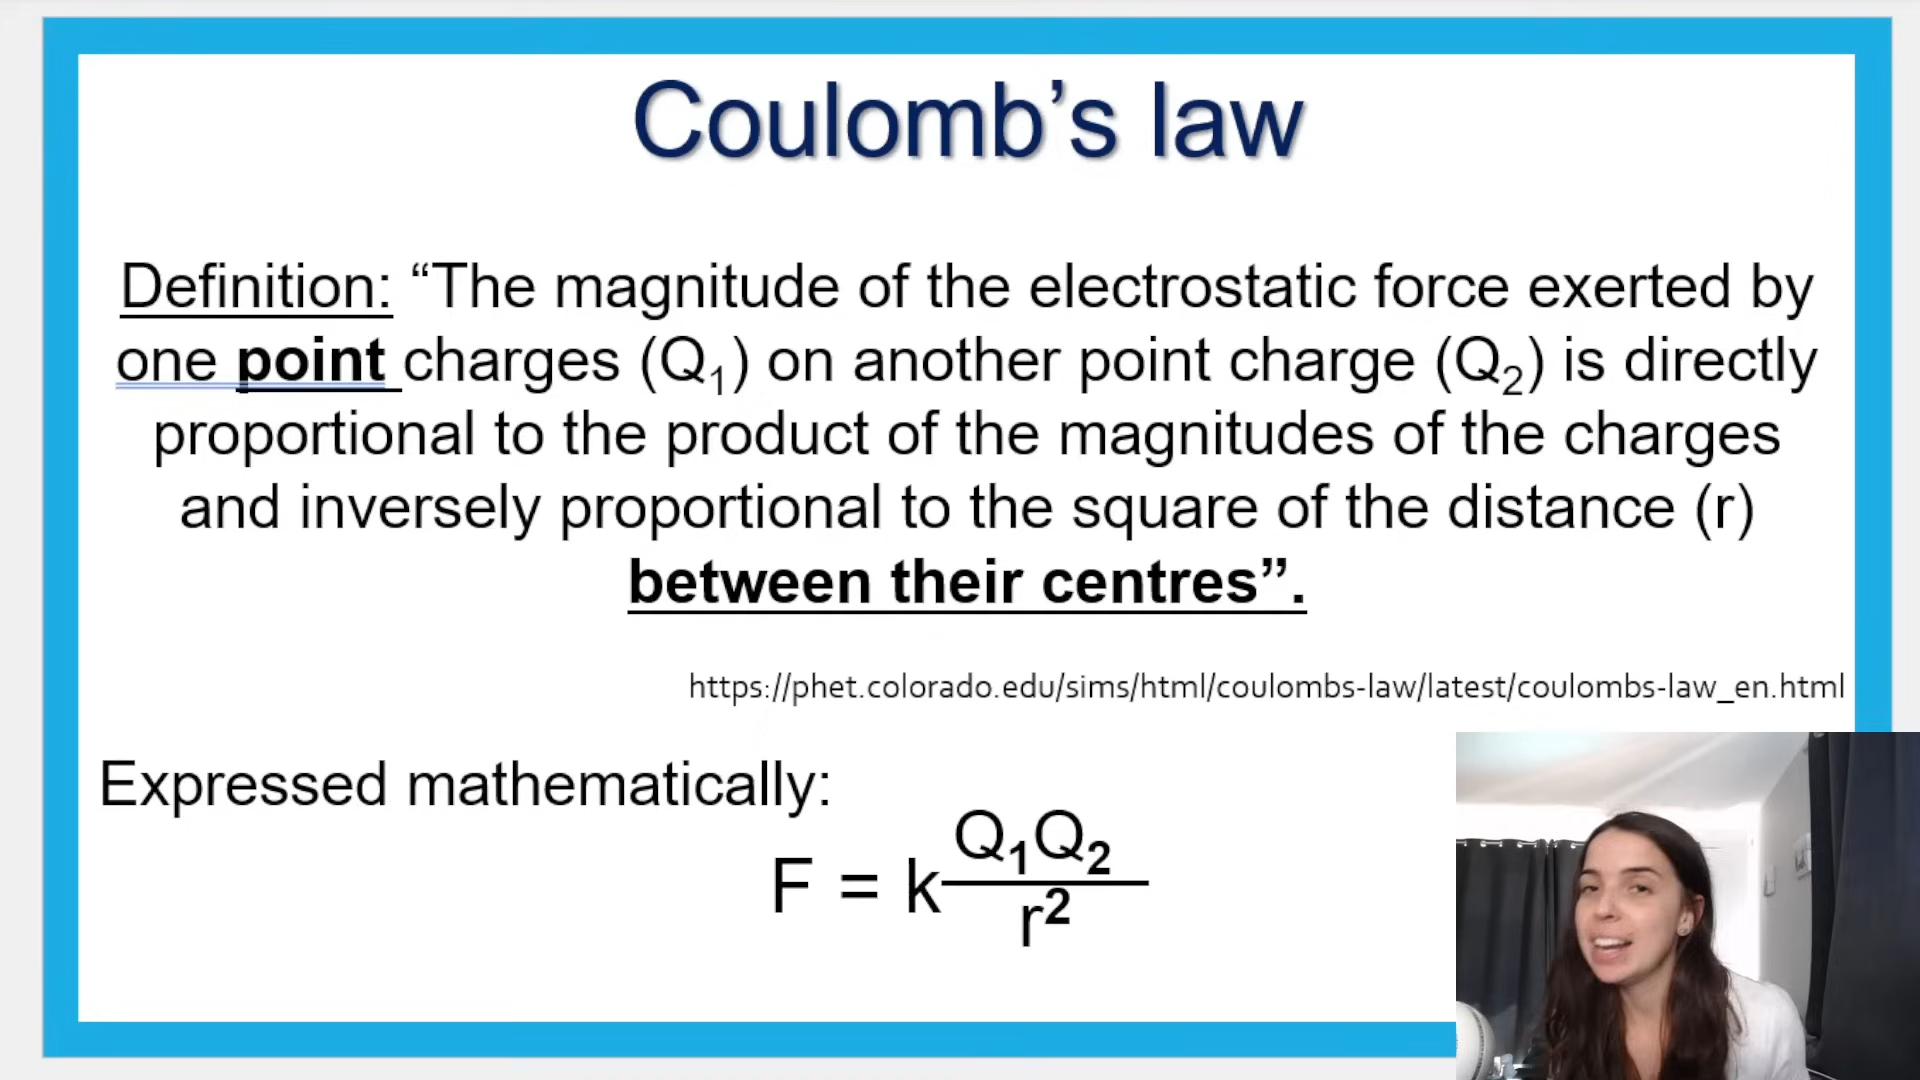 Coulomb’s law
Definition: “The magnitude of the electrostatic force exerted by
one point charges (Q₁) on another point charge (Q₂) is directly
proportional to the product of the magnitudes of the charges
and inversely proportional to the square of the distance (r)
between their centres”.
https://phet.colorado.edu/sims/html/coulombs-law/latest/coulombs-law_en.html
Expressed mathematically:
F = k Q₁Q₂ / r²